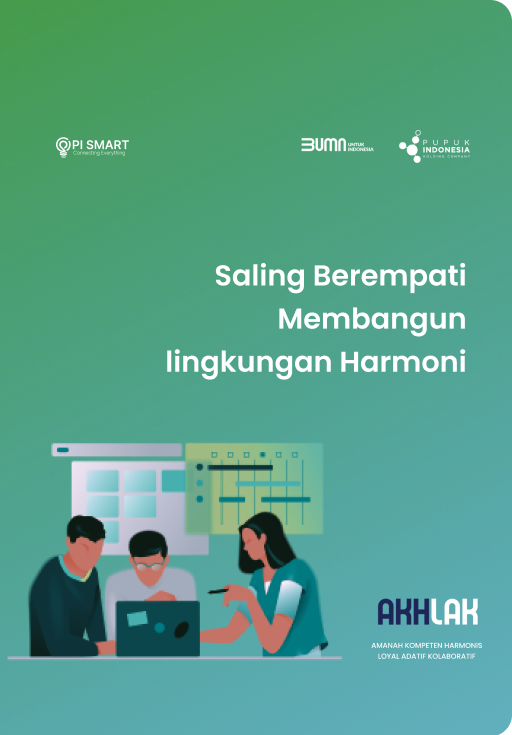 PI SMART
Connecting Everything
BUMN
UNTUK
INDONESIA
PUPUK
INDONESIA
HOLDING COMPANY
Saling Berempati
Membangun
lingkungan Harmoni
AKHLAK
AMANAH KOMPETEN HARMONIS
LOYAL ADATIF KOLABORATIF